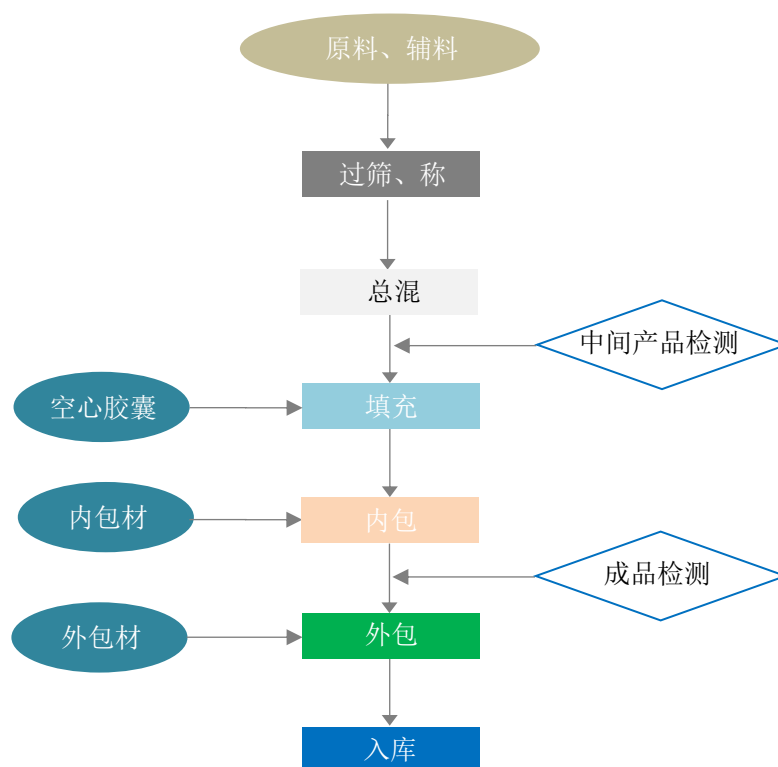 原料、辅料
过筛、称
总混
中间产品检测
空心胶囊
填充
内包材
内包
成品检测
外包材
外包
入库